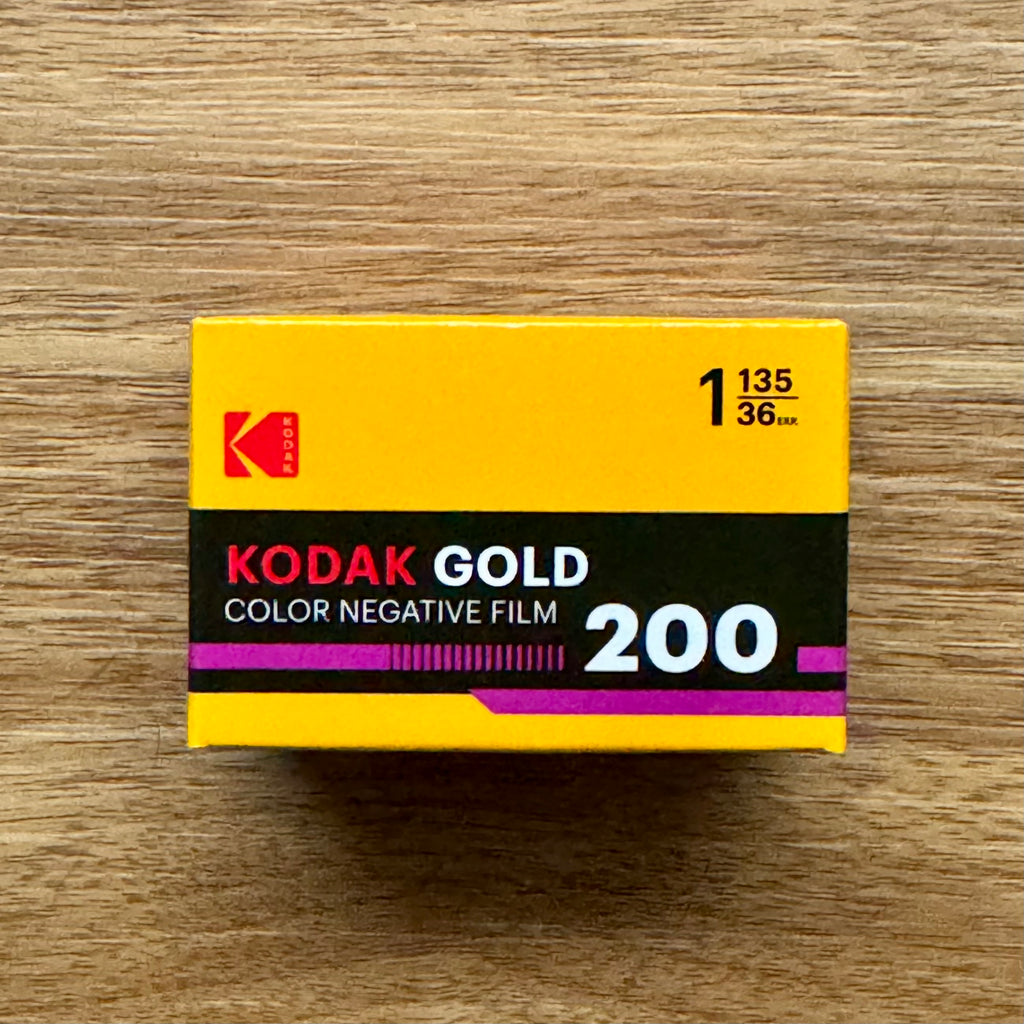 1 135
36 EXP.
KODAK
KODAK GOLD
COLOR NEGATIVE FILM
200